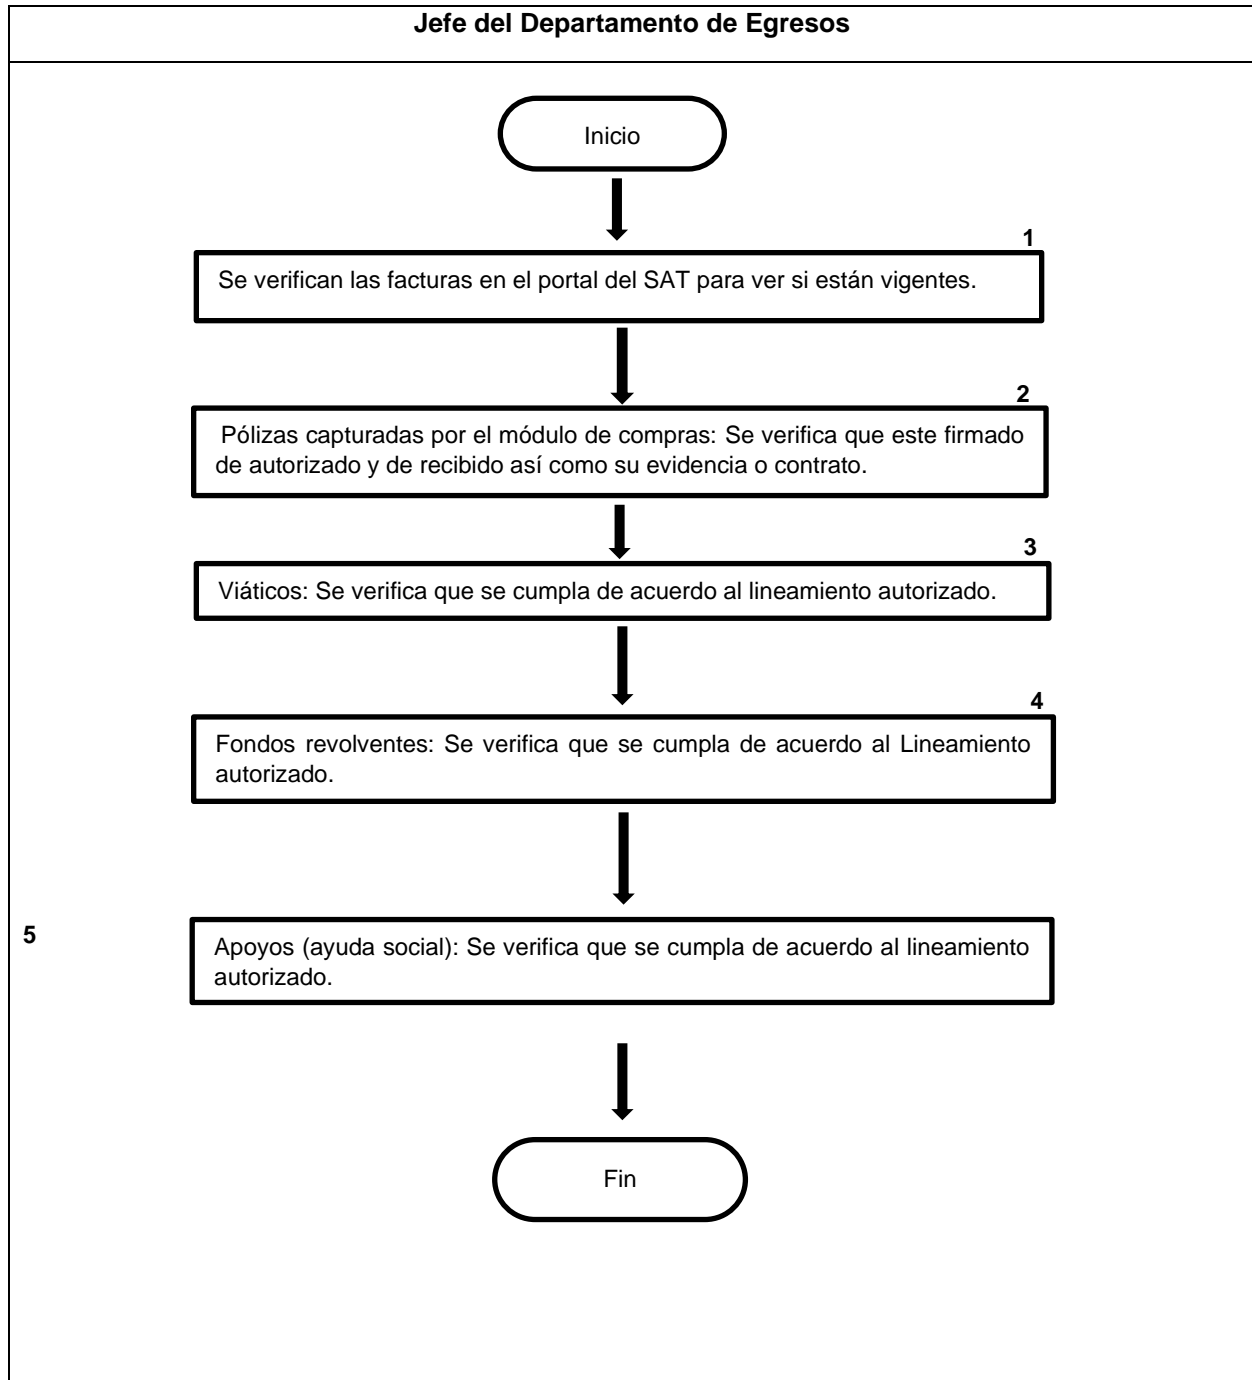 Jefe del Departamento de Egresos
Inicio
1
Se verifican las facturas en el portal del SAT para ver si están vigentes.
2
Pólizas capturadas por el módulo de compras: Se verifica que este firmado
de autorizado y de recibido así como su evidencia o contrato.
3
Viáticos: Se verifica que se cumpla de acuerdo al lineamiento autorizado.
4
Fondos revolventes: Se verifica que se cumpla de acuerdo al Lineamiento
autorizado.
5
Apoyos (ayuda social): Se verifica que se cumpla de acuerdo al lineamiento
autorizado.
Fin